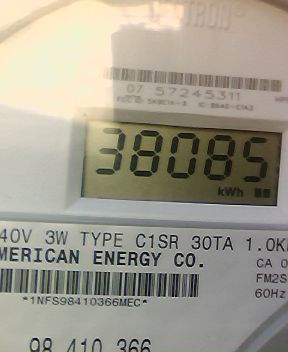 07 57245311
38085
kWh
40V 3W TYPE C1SR 30TA 1.0K
MERICAN ENERGY CO.
CA 0
FM2S
60Hz
*1NFS98410366MEC*
98 410 366